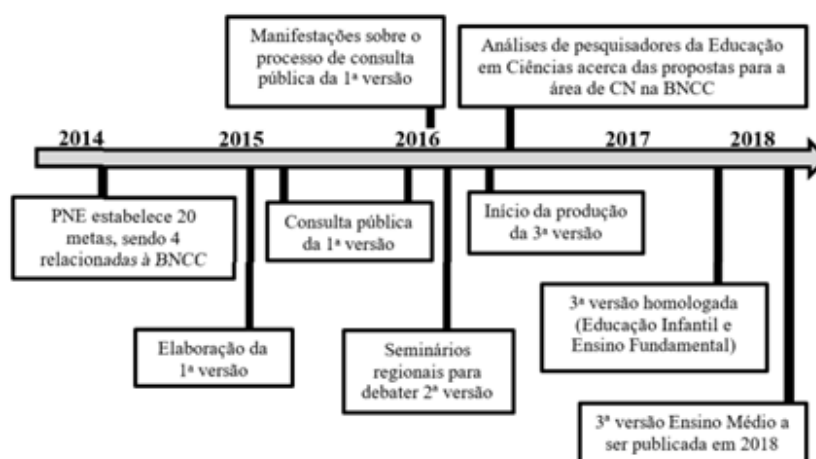 Manifestações sobre o
processo de consulta
pública da 1ª versão
Análises de pesquisadores da Educação
em Ciências acerca das propostas para a
área de CN na BNCC
2014
2015
2016
2017
2018
PNE estabelece 20
metas, sendo 4
relacionadas à BNCC
Consulta pública
da 1ª versão
Início da produção
da 3ª versão
Elaboração da
1ª versão
Seminários
regionais para
debater 2ª versão
3ª versão homologada
(Educação Infantil e
Ensino Fundamental)
3ª versão Ensino Médio a
ser publicada em 2018